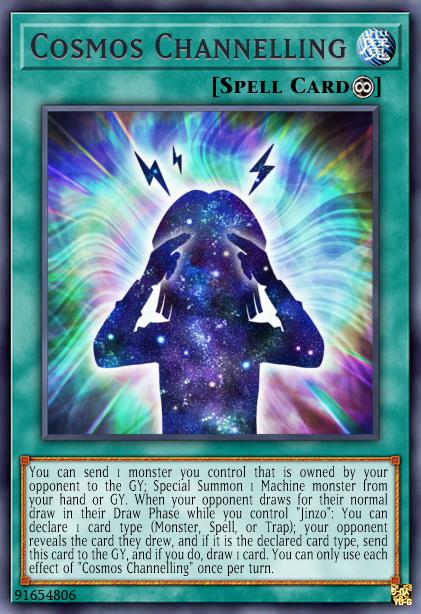 COSMOS CHANNELLING
魔
[SPELL CARD]
You can send 1 monster you control that is owned by your
opponent to the GY; Special Summon 1 Machine monster from
your hand or GY. When your opponent draws for their normal
draw in their Draw Phase while you control "Jinzo": You can
declare 1 card type (Monster, Spell, or Trap); your opponent
reveals the card they drew, and if it is the declared card type, send
this card to GY, and if you do, draw 1 card. You can only use each
effect of "Cosmos Channelling" once per turn.
91654806